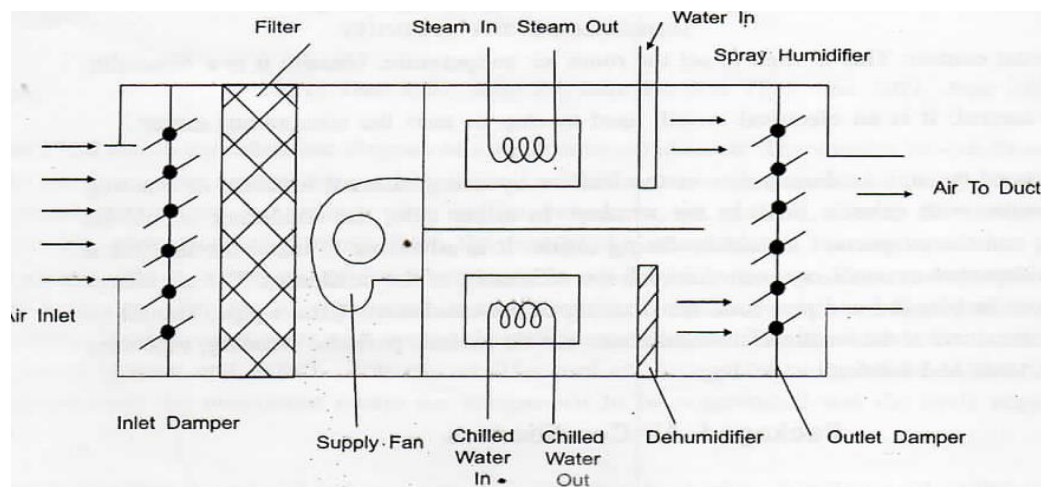 Water In
Filter
Steam In Steam Out
Spray Humidifier
Air To Duct
Air Inlet
Inlet Damper
Supply Fan
Chilled
Water
In
Chilled
Water
Out
Dehumidifier
Outlet Damper